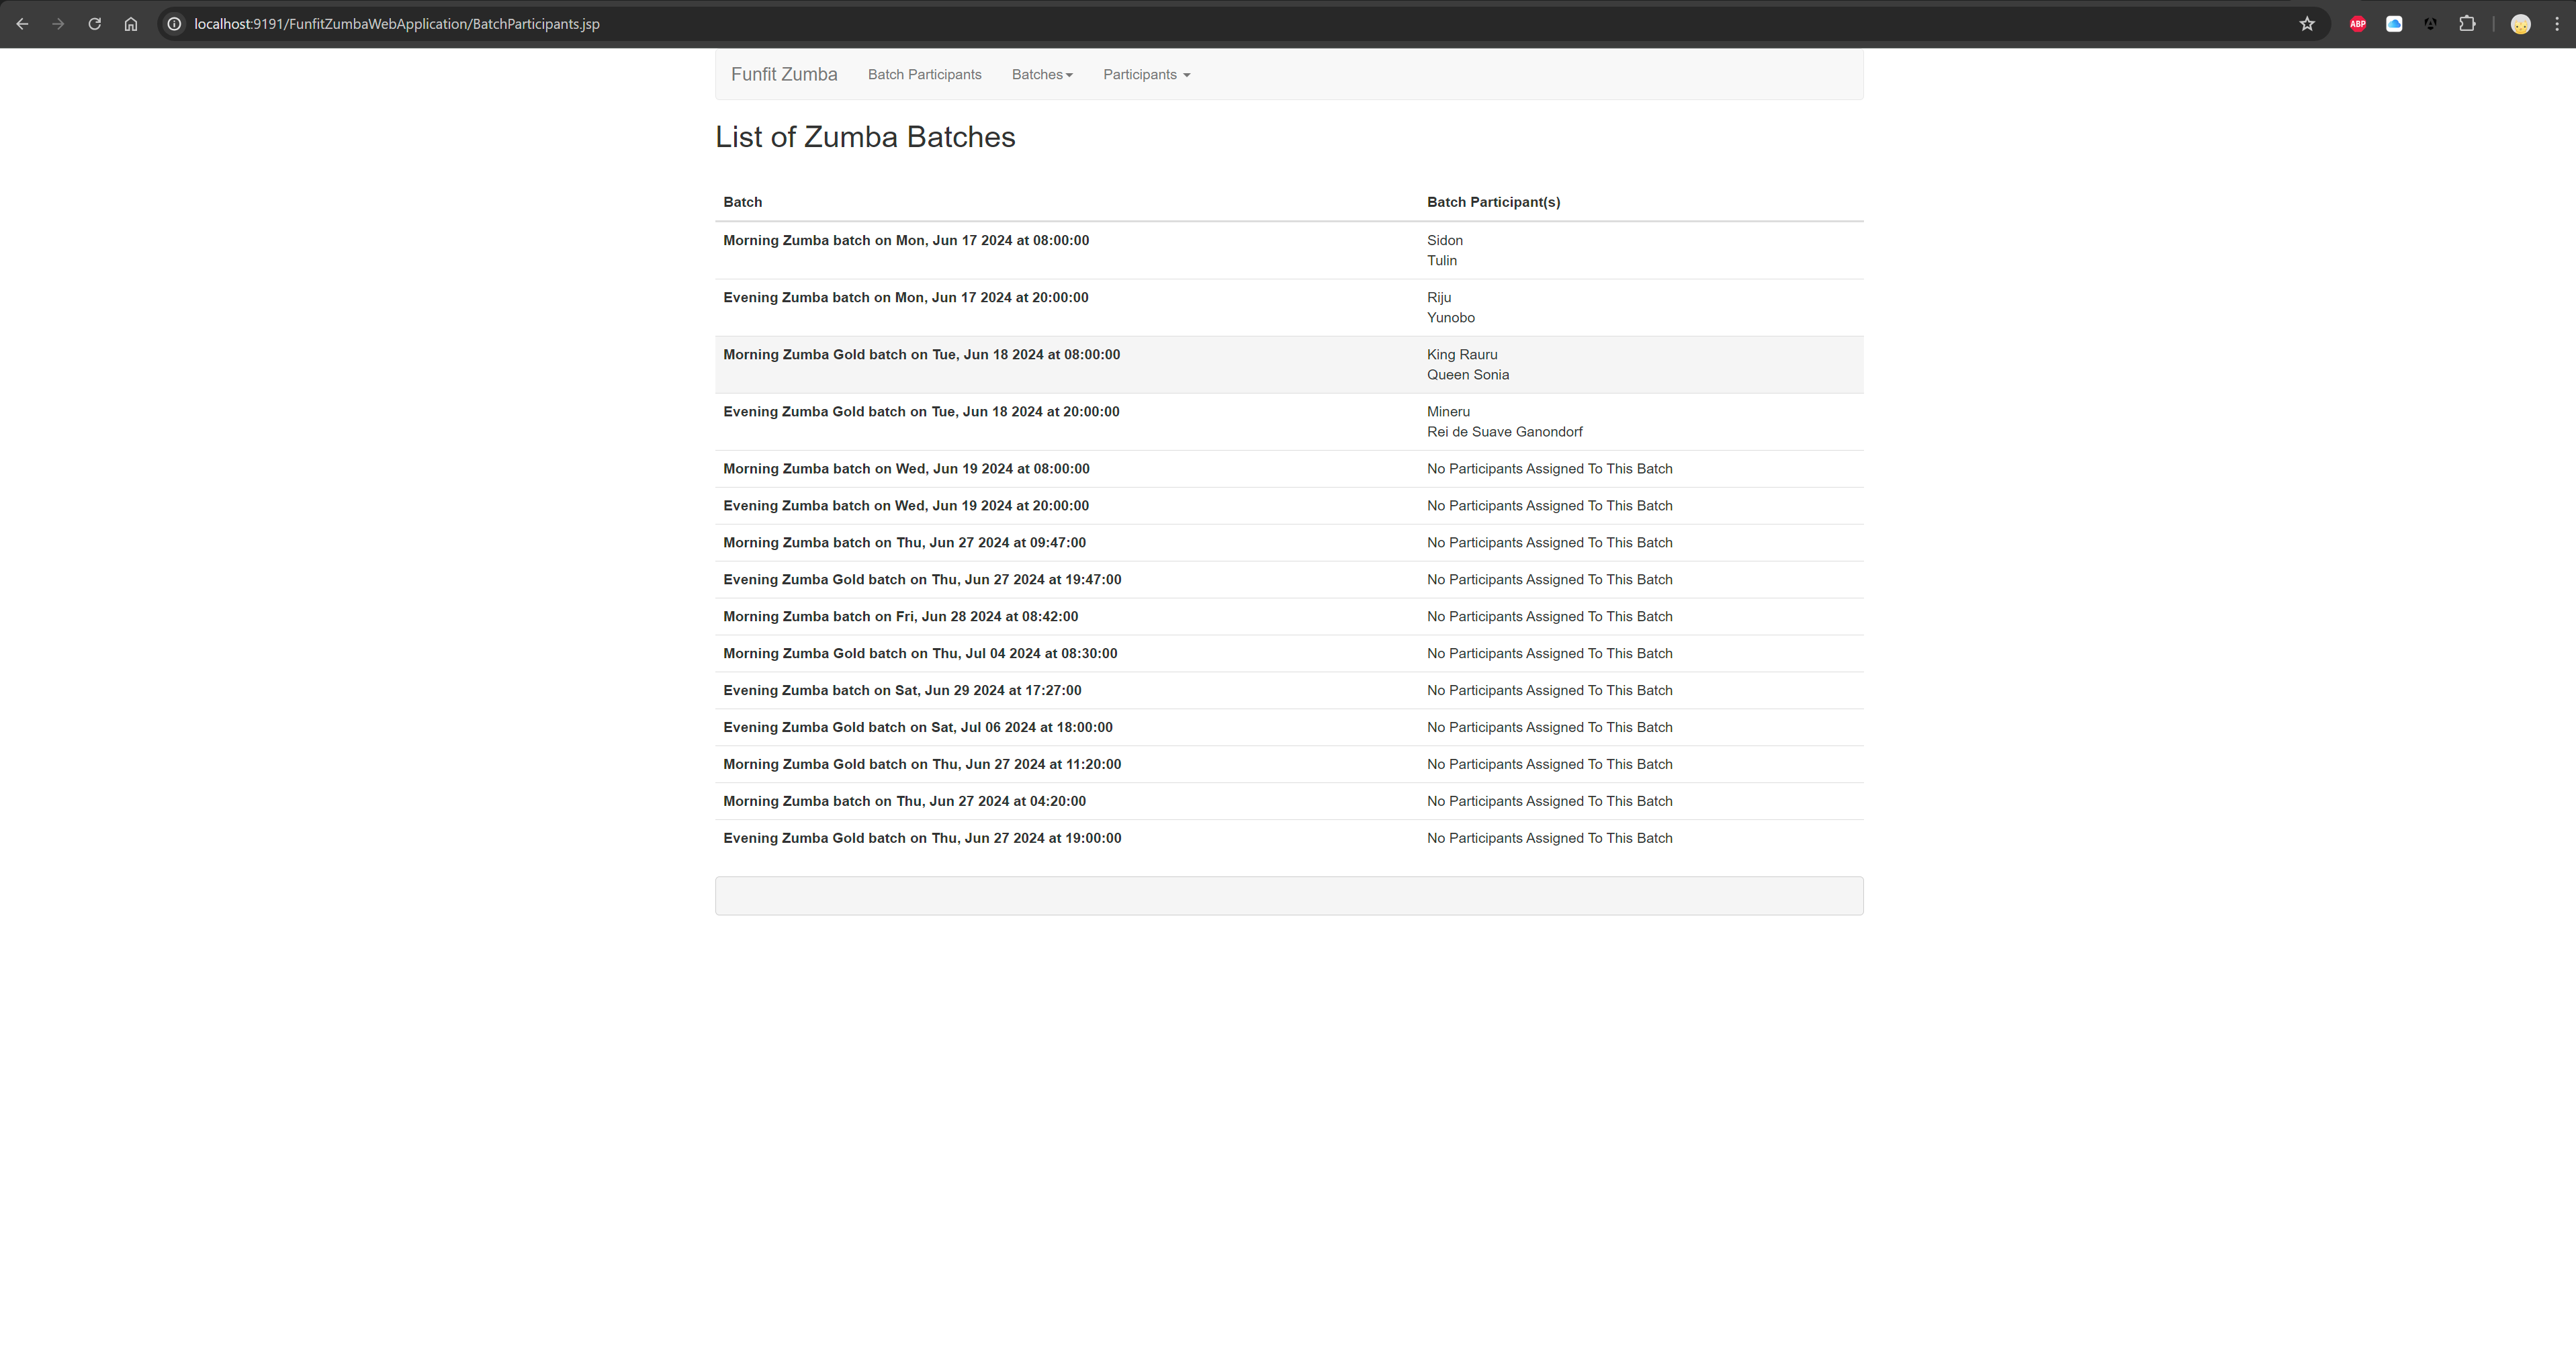 localhost:9191/FunfitZumbaWebApplication/BatchParticipants.jsp
ABP
Funfit Zumba Batch Participants Batches Participants
List of Zumba Batches
Batch Batch Participant(s)
Morning Zumba batch on Mon, Jun 17 2024 at 08:00:00 Sidon
Tulin
Evening Zumba batch on Mon, Jun 17 2024 at 20:00:00 Riju
Yunobo
Morning Zumba Gold batch on Tue, Jun 18 2024 at 08:00:00 King Rauru
Queen Sonia
Evening Zumba Gold batch on Tue, Jun 18 2024 at 20:00:00 Mineru
Rei de Suave Ganondorf
Morning Zumba batch on Wed, Jun 19 2024 at 08:00:00 No Participants Assigned To This Batch
Evening Zumba batch on Wed, Jun 19 2024 at 20:00:00 No Participants Assigned To This Batch
Morning Zumba batch on Thu, Jun 27 2024 at 09:47:00 No Participants Assigned To This Batch
Evening Zumba Gold batch on Thu, Jun 27 2024 at 19:47:00 No Participants Assigned To This Batch
Morning Zumba batch on Fri, Jun 28 2024 at 08:42:00 No Participants Assigned To This Batch
Morning Zumba Gold batch on Thu, Jul 04 2024 at 08:30:00 No Participants Assigned To This Batch
Evening Zumba batch on Sat, Jun 29 2024 at 17:27:00 No Participants Assigned To This Batch
Evening Zumba Gold batch on Sat, Jul 06 2024 at 18:00:00 No Participants Assigned To This Batch
Morning Zumba Gold batch on Thu, Jun 27 2024 at 11:20:00 No Participants Assigned To This Batch
Morning Zumba batch on Thu, Jun 27 2024 at 04:20:00 No Participants Assigned To This Batch
Evening Zumba Gold batch on Thu, Jun 27 2024 at 19:00:00 No Participants Assigned To This Batch